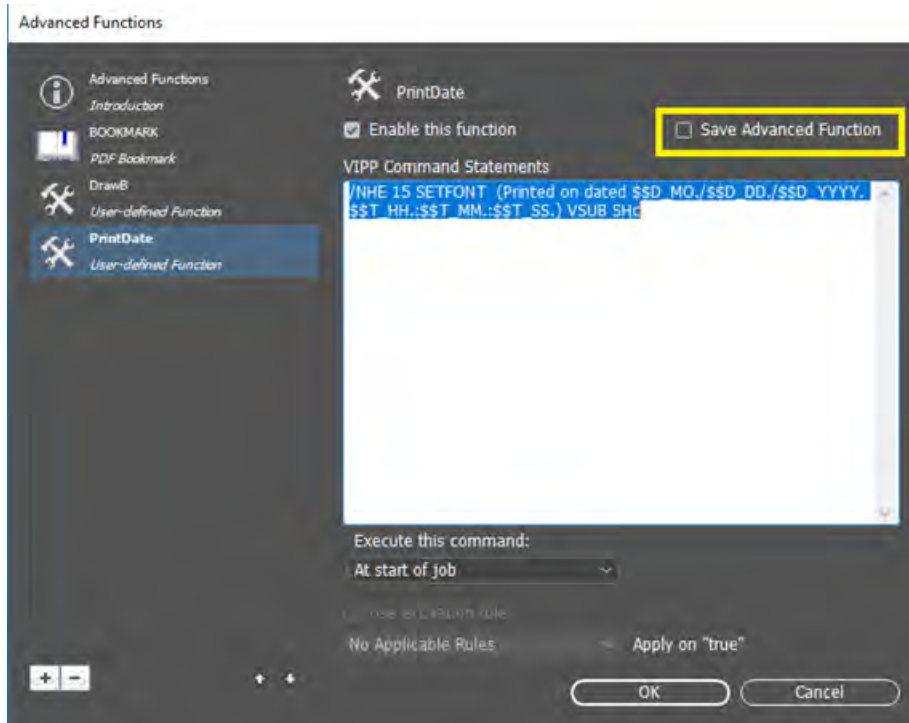 Advanced Functions
Advanced Functions
Introduction
BOOKMARK
PDF Bookmark
DrawB
User-defined Function
PrintDate
User-defined Function
PrintDate
Enable this function
Save Advanced Function
VIPP Command Statements
/NHE 15 SETFONT (Printed on dated $$D_MO./$$D_DD./$$D_YYYY.
$$T_HH.:$$T_MM.:$$T_SS.) VSUB SHc
Execute this command:
At start of job
No Applicable Rules
Apply on "true"
OK
Cancel